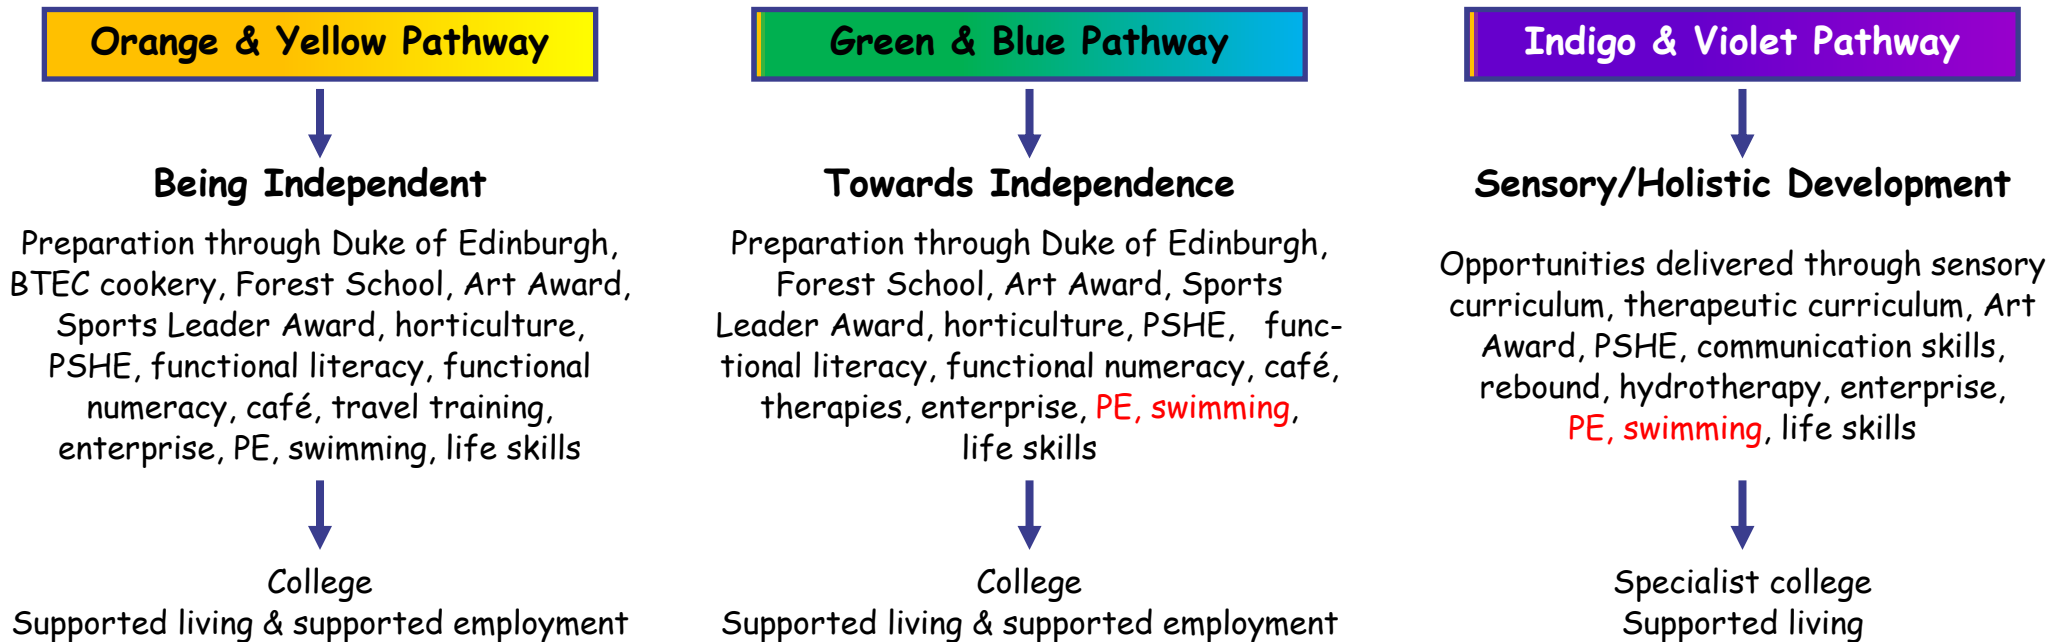 Orange & Yellow Pathway
Being Independent
Preparation through Duke of Edinburgh,
BTEC cookery, Forest School, Art Award,
Sports Leader Award, horticulture,
PSHE, functional literacy, functional
numeracy, café, travel training,
enterprise, PE, swimming, life skills
College
Supported living & supported employment
Green & Blue Pathway
Towards Independence
Preparation through Duke of Edinburgh,
Forest School, Art Award, Sports
Leader Award, horticulture, PSHE, func-
tional literacy, functional numeracy, café,
therapies, enterprise, PE, swimming,
life skills
College
Supported living & supported employment
Indigo & Violet Pathway
Sensory/Holistic Development
Opportunities delivered through sensory
curriculum, therapeutic curriculum, Art
Award, PSHE, communication skills,
rebound, hydrotherapy, enterprise,
PE, swimming, life skills
Specialist college
Supported living